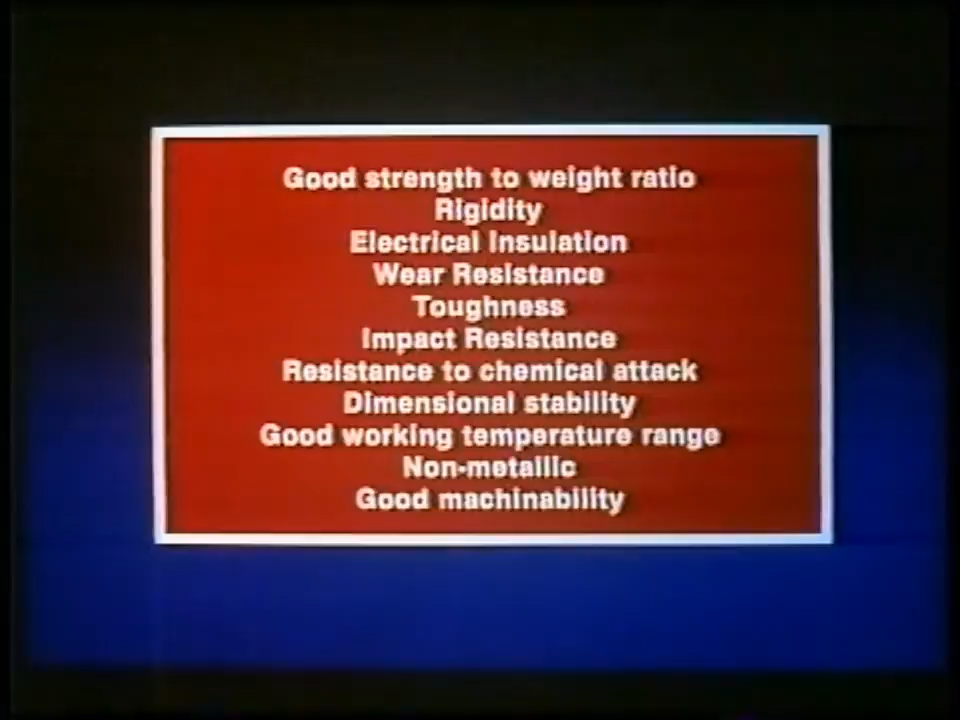 Good strength to weight ratio
Rigidity
Electrical Insulation
Wear Resistance
Toughness
Impact Resistance
Resistance to chemical attack
Dimensional stability
Good working temperature range
Non-metallic
Good machinability